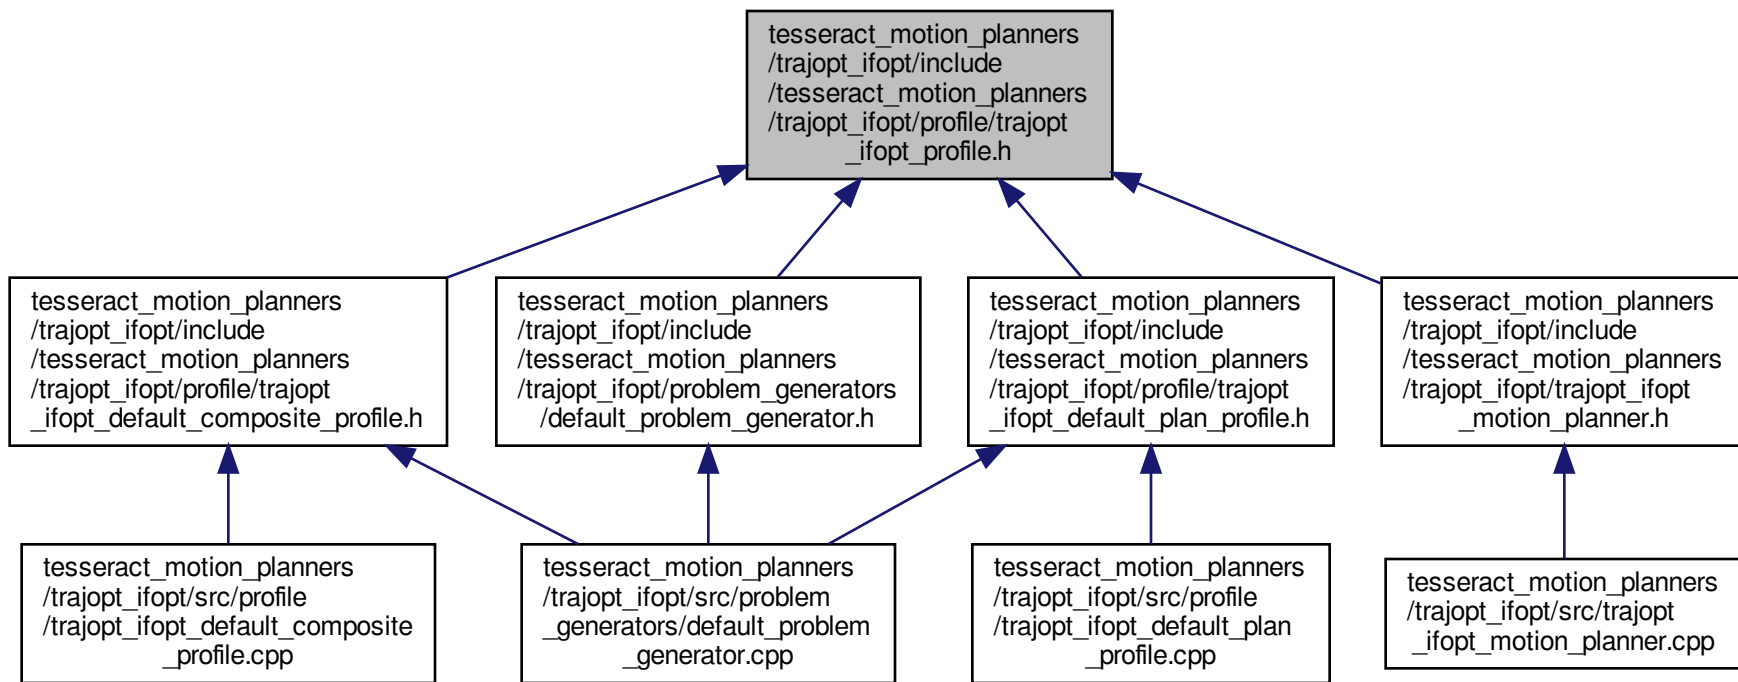 tesseract_motion_planners
/trajopt_ifopt/include
/tesseract_motion_planners
/trajopt_ifopt/profile/trajopt
_ifopt_profile.h
tesseract_motion_planners
/trajopt_ifopt/include
/tesseract_motion_planners
/trajopt_ifopt/profile/trajopt
_ifopt_default_composite_profile.h
tesseract_motion_planners
/trajopt_ifopt/include
/tesseract_motion_planners
/trajopt_ifopt/problem_generators
/default_problem_generator.h
tesseract_motion_planners
/trajopt_ifopt/include
/tesseract_motion_planners
/trajopt_ifopt/profile/trajopt
_ifopt_default_plan_profile.h
tesseract_motion_planners
/trajopt_ifopt/include
/tesseract_motion_planners
/trajopt_ifopt/trajopt_ifopt
_motion_planner.h
tesseract_motion_planners
/trajopt_ifopt/src/profile
/trajopt_ifopt_default_composite
_profile.cpp
tesseract_motion_planners
/trajopt_ifopt/src/problem
_generators/default_problem
_generator.cpp
tesseract_motion_planners
/trajopt_ifopt/src/profile
/trajopt_ifopt_default_plan
_profile.cpp
tesseract_motion_planners
/trajopt_ifopt/src/trajopt
_ifopt_motion_planner.cpp